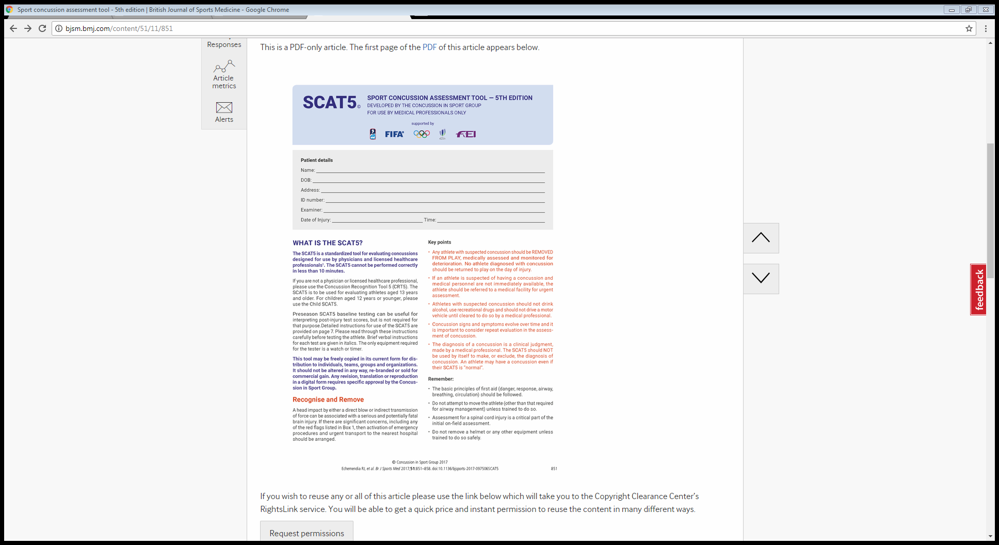 Sport concussion assessment tool - 5th edition | British Journal of Sports Medicine - Google Chrome
bjsm.bmj.com/content/51/11/851
Responses
Article
metrics
Alerts
This is a PDF-only article. The first page of the PDF of this article appears below.
SCAT5©
SPORT CONCUSSION ASSESSMENT TOOL — 5TH EDITION
DEVELOPED BY THE CONCUSSION IN SPORT GROUP
FOR USE BY MEDICAL PROFESSIONALS ONLY
supported by
FIFA®
FEI
Patient details
Name:
DOB:
Address:
ID number:
Examiner:
Date of Injury: Time:
WHAT IS THE SCAT5?
The SCAT5 is a standardized tool for evaluating concussions
designed for use by physicians and licensed healthcare
professionals¹. The SCAT5 cannot be performed correctly
in less than 10 minutes.
If you are not a physician or licensed healthcare professional,
please use the Concussion Recognition Tool 5 (CRT5). The
SCAT5 is to be used for evaluating athletes aged 13 years
and older. For children aged 12 years or younger, please
use the Child SCAT5.
Preseason SCAT5 baseline testing can be useful for
interpreting post-injury test scores, but is not required for
that purpose.Detailed instructions for use of the SCAT5 are
provided on page 7. Please read through these instructions
carefully before testing the athlete. Brief verbal instructions
for each test are given in italics. The only equipment required
for the tester is a watch or timer.
This tool may be freely copied in its current form for dis-
tribution to individuals, teams, groups and organizations.
It should not be altered in any way, re-branded or sold for
commercial gain. Any revision, translation or reproduction
in a digital form requires specific approval by the Concus-
sion in Sport Group.
Recognise and Remove
A head impact by either a direct blow or indirect transmission
of force can be associated with a serious and potentially fatal
brain injury. If there are significant concerns, including any
of the red flags listed in Box 1, then activation of emergency
procedures and urgent transport to the nearest hospital
should be arranged.
Key points
• Any athlete with suspected concussion should be REMOVED
FROM PLAY, medically assessed and monitored for
deterioration. No athlete diagnosed with concussion
should be returned to play on the day of injury.
• If an athlete is suspected of having a concussion and
medical personnel are not immediately available, the
athlete should be referred to a medical facility for urgent
assessment.
• Athletes with suspected concussion should not drink
alcohol, use recreational drugs and should not drive a motor
vehicle until cleared to do so by a medical professional.
• Concussion signs and symptoms evolve over time and it
is important to consider repeat evaluation in the assess-
ment of concussion.
• The diagnosis of a concussion is a clinical judgment,
made by a medical professional. The SCAT5 should NOT
be used by itself to make, or exclude, the diagnosis of
concussion. An athlete may have a concussion even if
their SCAT5 is "normal".
Remember:
• The basic principles of first aid (danger, response, airway,
breathing, circulation) should be followed.
• Do not attempt to move the athlete (other than that required
for airway management) unless trained to do so.
• Assessment for a spinal cord injury is a critical part of the
initial on-field assessment.
• Do not remove a helmet or any other equipment unless
trained to do so safely.
© Concussion in Sport Group 2017
Echemendia RJ, et al. Br J Sports Med 2017;51:851–858. doi:10.1136/bjsports-2017-097506SCAT5 851
If you wish to reuse any or all of this article please use the link below which will take you to the Copyright Clearance Center's
RightsLink service. You will be able to get a quick price and instant permission to reuse the content in many different ways.
Request permissions
feedback